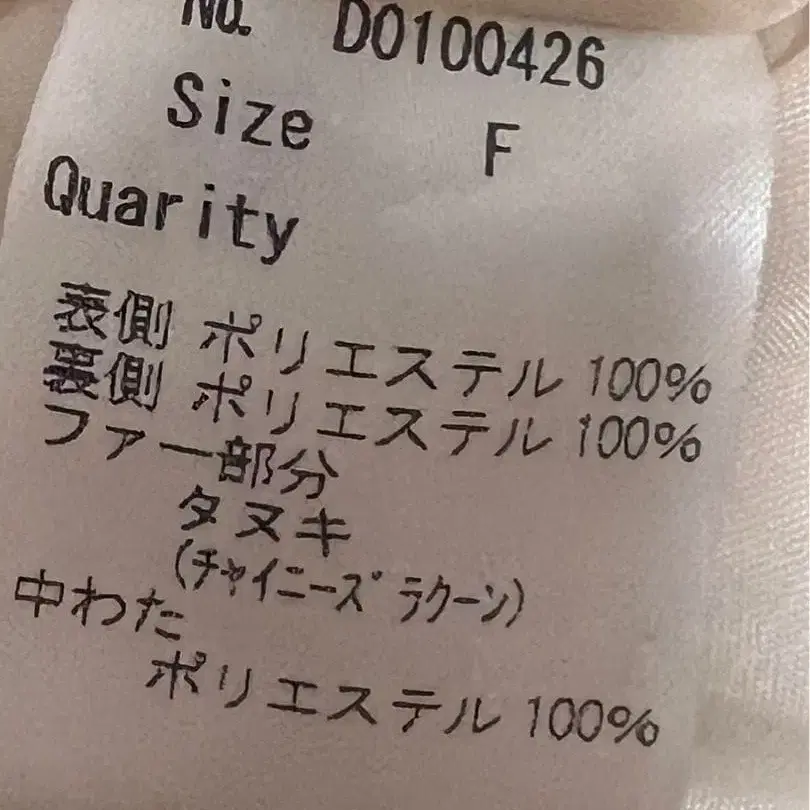 No. D0100426
Size F
Quarity
表側 ポリエステル 100%
裏側 ポリエステル 100%
ファー部分
タヌキ
(チャイニーズ ラクーン)
中わた
ポリエステル 100%